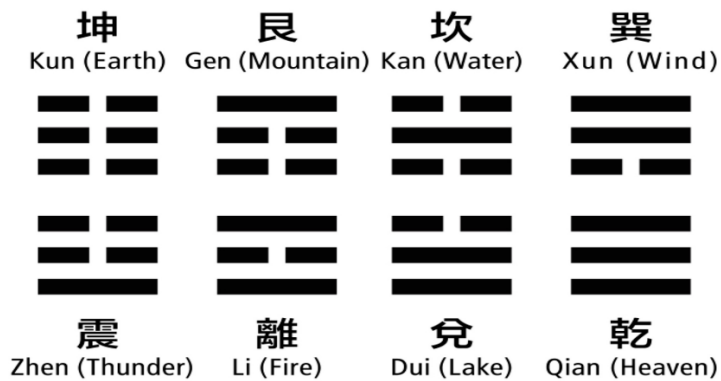 坤 艮 坎 巽
Kun (Earth) Gen (Mountain) Kan (Water) Xun (Wind)
震 離 兌 乾
Zhen (Thunder) Li (Fire) Dui (Lake) Qian (Heaven)